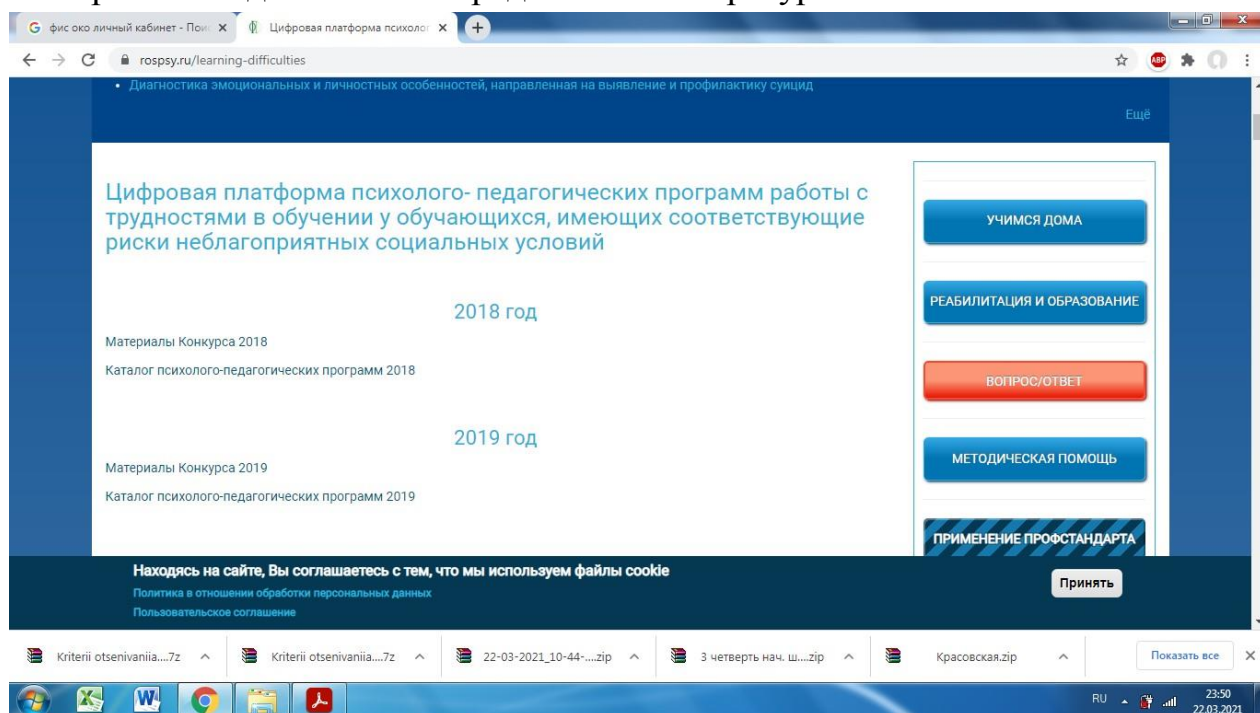 фис око личный кабинет - Пои
Цифровая платформа психолог
rospsy.ru/learning-difficulties
ABP
Диагностика эмоциональных и личностных особенностей, направленная на выявление и профилактику суицид
Ещё
Цифровая платформа психолого- педагогических программ работы с
трудностями в обучении у обучающихся, имеющих соответствующие
риски неблагоприятных социальных условий
2018 год
Материалы Конкурса 2018
Каталог психолого-педагогических программ 2018
2019 год
Материалы Конкурса 2019
Каталог психолого-педагогических программ 2019
УЧИМСЯ ДОМА
РЕАБИЛИТАЦИЯ И ОБРАЗОВАНИЕ
ВОПРОС/ОТВЕТ
МЕТОДИЧЕСКАЯ ПОМОЩЬ
ПРИМЕНЕНИЕ ПРОФСТАНДАРТА
Находясь на сайте, Вы соглашаетесь с тем, что мы используем файлы cookie
Политика в отношении обработки персональных данных
Пользовательское соглашение
Принять
Kriterii otsenivaniia....7z
Kriterii otsenivaniia....7z
22-03-2021_10-44-....zip
3 четверть нач. ш....zip
Красовская.zip
Показать все
RU
23:50
22.03.2021